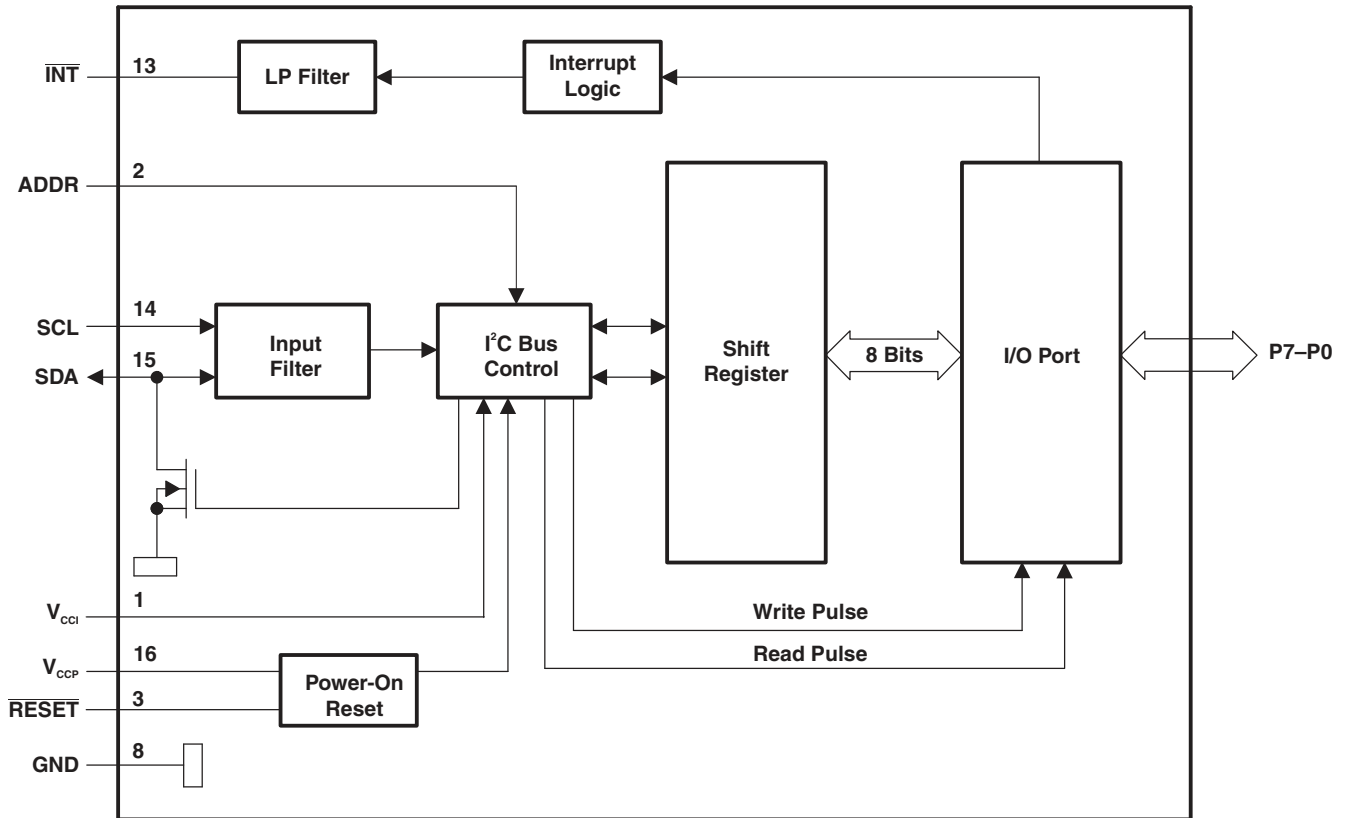 INT
13
LP Filter
Interrupt
Logic
ADDR
2
SCL
14
SDA
15
Input
Filter
I²C Bus
Control
Shift
Register
8 Bits
I/O Port
P7–P0
VCCI
1
Write Pulse
Read Pulse
VCCP
16
RESET
3
Power-On
Reset
GND
8